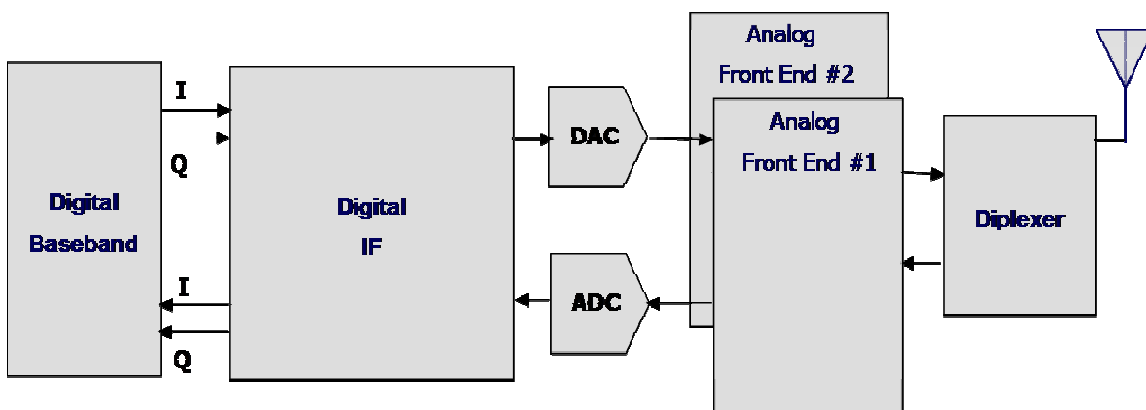 I
Q
Digital
Baseband
I
Q
Digital
IF
DAC
ADC
Analog
Front End #2
Analog
Front End #1
Diplexer